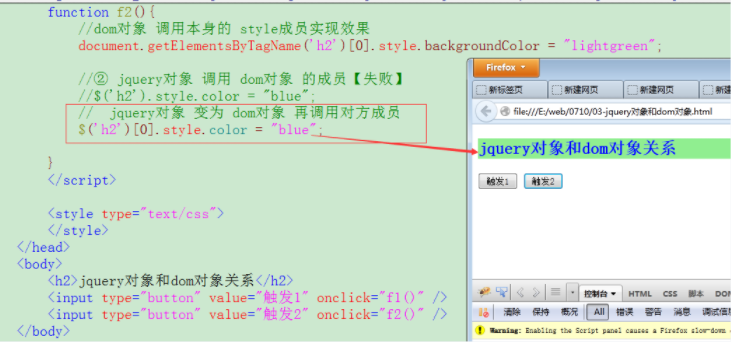 function f2(){
//dom对象 调用本身的 style成员实现效果
document.getElementsByTagName('h2')[0].style.backgroundColor = "lightgreen";
//② jquery对象 调用 dom对象 的成员【失败】
//$('h2').style.color = "blue";
// jquery对象 变为 dom对象 再调用对方成员
$('h2')[0].style.color = "blue";
}
</script>
<style type="text/css">
</style>
</head>
<body>
<h2>jquery对象和dom对象关系</h2>
<input type="button" value="触发1" onclick="f1()" />
<input type="button" value="触发2" onclick="f2()" />
</body>
Firefox
新标签页 新建网页 新建网页 新建
file:///E:/web/0710/03-jquery对象和dom对象.html
jquery对象和dom对象关系
触发1 触发2
控制台 HTML CSS 脚本 DOM
清除 保持 概况 All 错误 警告 消息 调试信息
Warning: Enabling the Script panel causes a Firefox slow-down